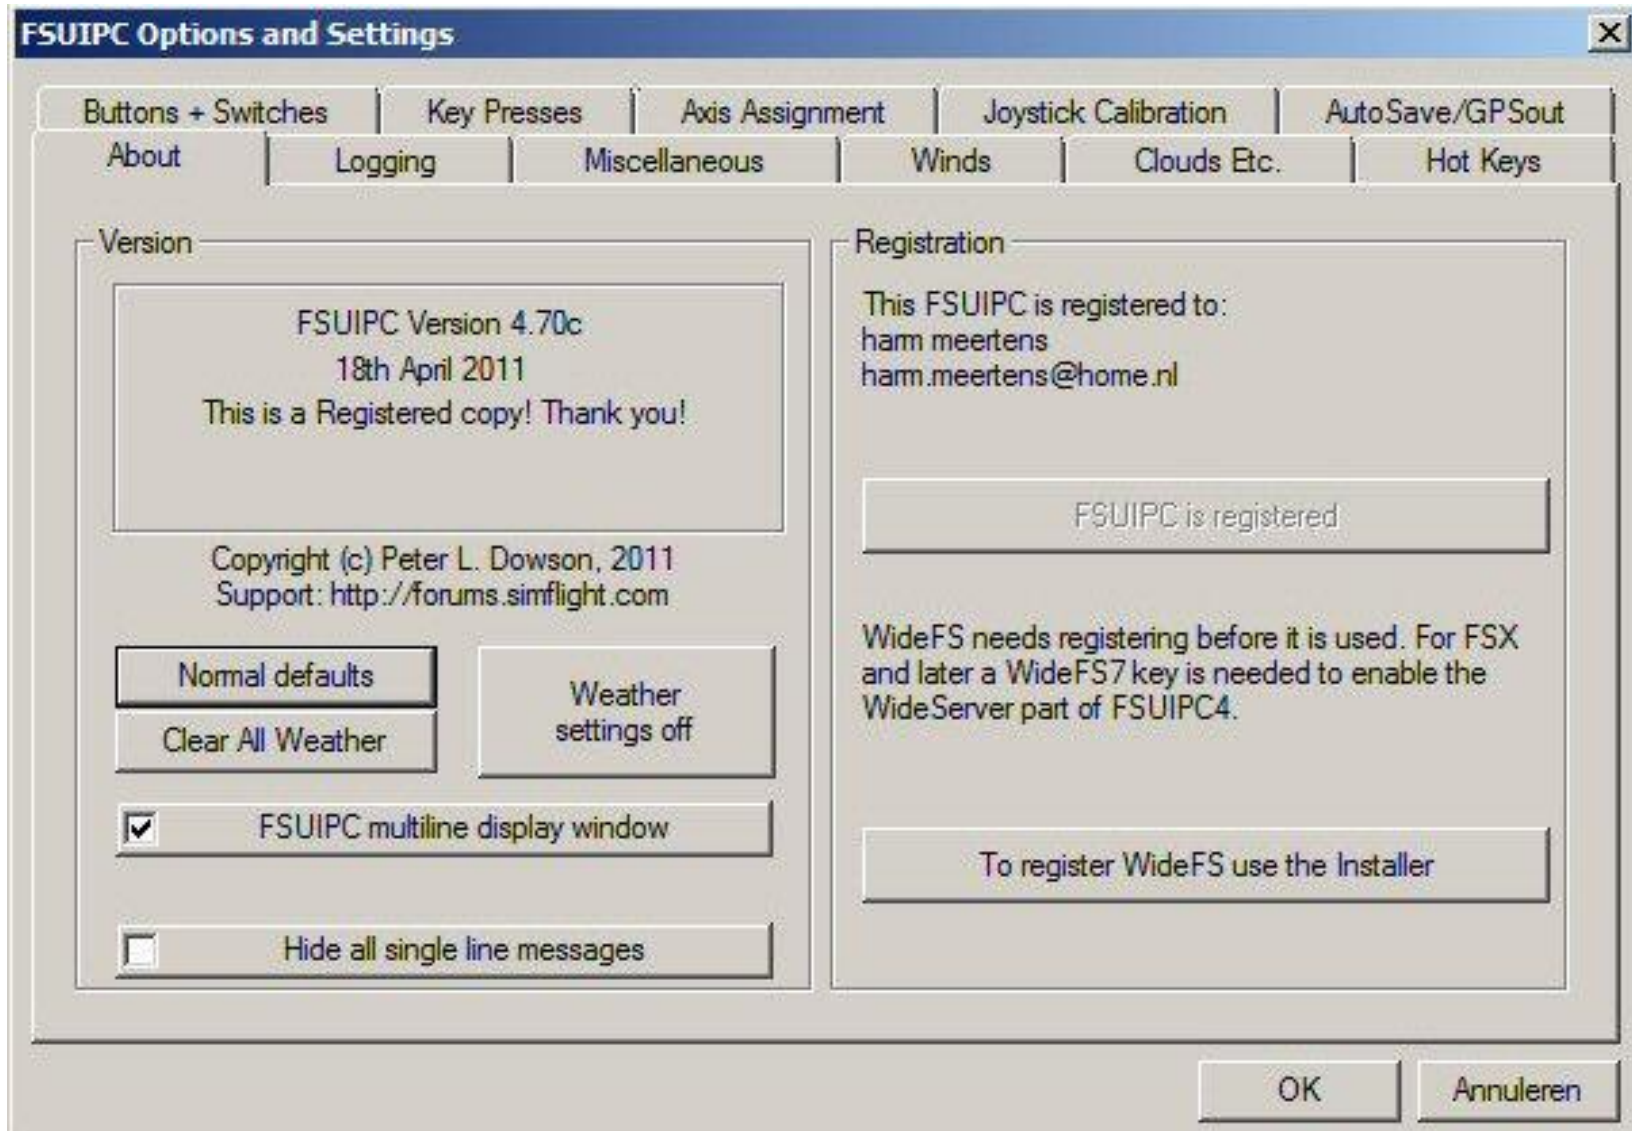 FSUIPC Options and Settings
Buttons + Switches
Key Presses
Axis Assignment
Joystick Calibration
AutoSave/GPSout
About
Logging
Miscellaneous
Winds
Clouds Etc.
Hot Keys
Version
FSUIPC Version 4.70c
18th April 2011
This is a Registered copy! Thank you!
Copyright (c) Peter L. Dowson, 2011
Support: http://forums.simflight.com
Normal defaults
Clear All Weather
Weather
settings off
FSUIPC multiline display window
Hide all single line messages
Registration
This FSUIPC is registered to:
harm meertens
harm.meertens@home.nl
FSUIPC is registered
WideFS needs registering before it is used. For FSX
and later a WideFS7 key is needed to enable the
WideServer part of FSUIPC4.
To register WideFS use the Installer
OK
Annuleren